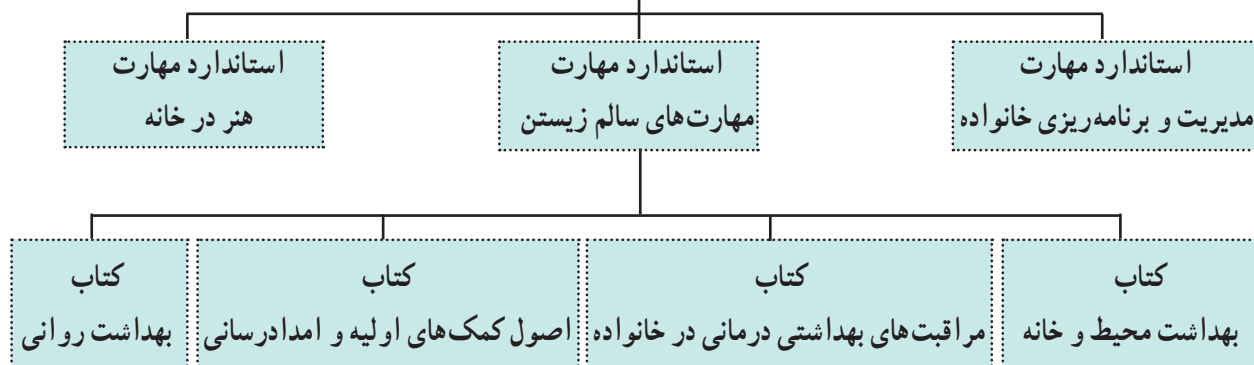 استاندارد مهارت
مدیریت و برنامه‌ریزی خانواده
استاندارد مهارت
مهارت‌های سالم زیستن
استاندارد مهارت
هنر در خانه
کتاب
بهداشت محیط و خانه
کتاب
مراقبت‌های بهداشتی درمانی در خانواده
کتاب
اصول کمک‌های اولیه و امدادرسانی
کتاب
بهداشت روانی